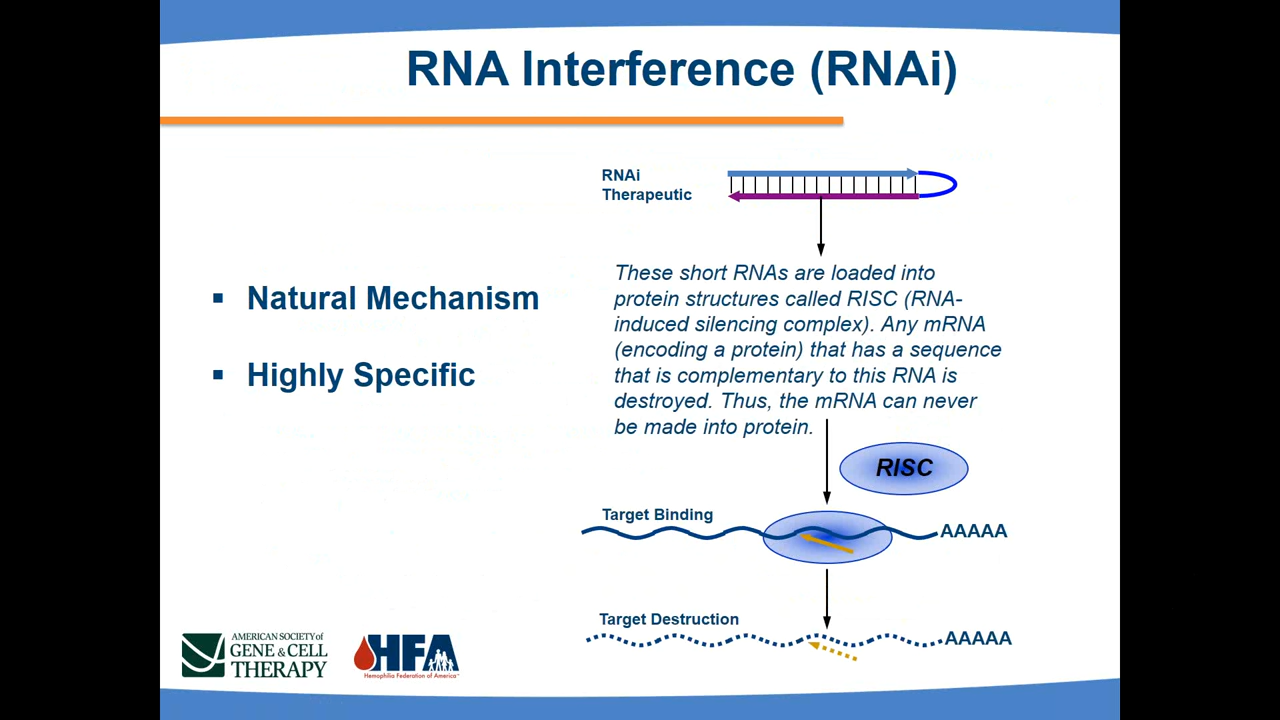 RNA Interference (RNAi)
RNAi
Therapeutic
▪ Natural Mechanism
▪ Highly Specific
These short RNAs are loaded into
protein structures called RISC (RNA-
induced silencing complex). Any mRNA
(encoding a protein) that has a sequence
that is complementary to this RNA is
destroyed. Thus, the mRNA can never
be made into protein.
RISC
Target Binding
AAAAA
Target Destruction
AAAAA
AMERICAN SOCIETY of
GENE & CELL
THERAPY
HFA
Hemophilia Federation of America™